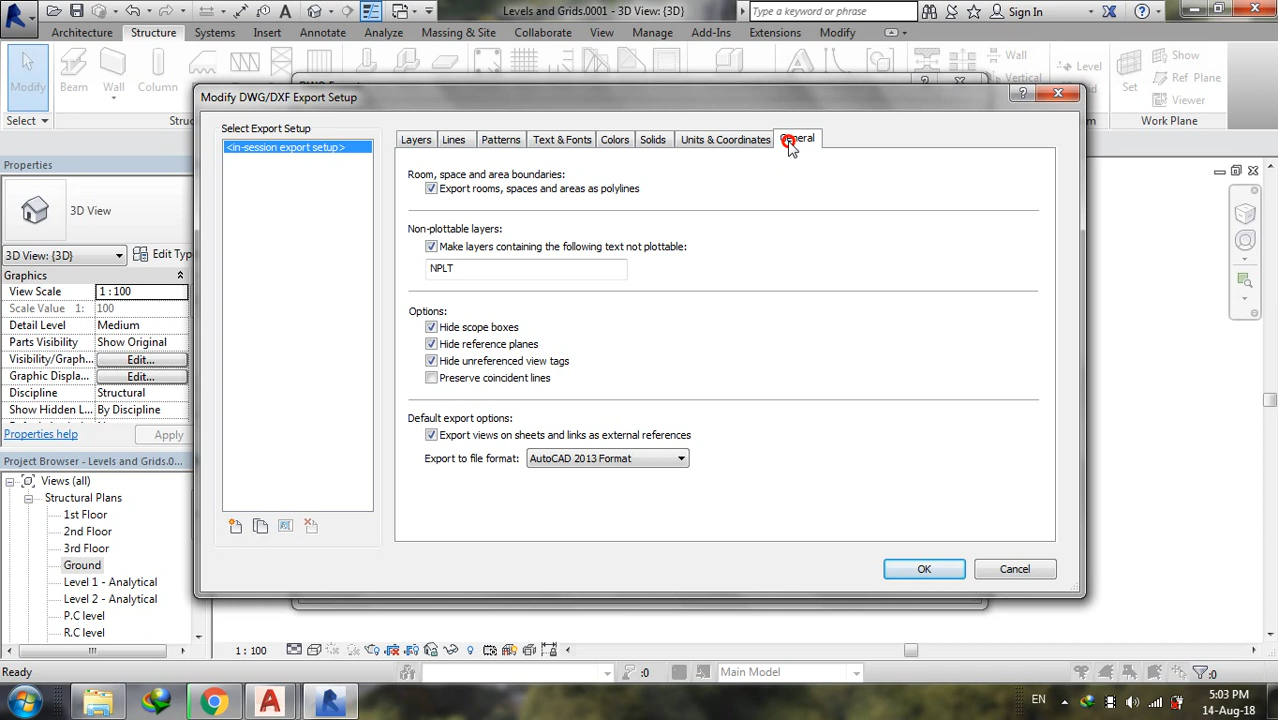 Levels and Grids.0001 - 3D View: {3D}
Type a keyword or phrase
Sign In
Architecture Structure Systems Insert Annotate Analyze Massing & Site Collaborate View Manage Add-Ins Extensions Modify
Modify
Beam
Wall
Column
Wall
Vertical
Level
Set
Show
Ref Plane
Viewer
Select
Work Plane
Modify DWG/DXF Export Setup
Select Export Setup
<in-session export setup>
Layers Lines Patterns Text & Fonts Colors Solids Units & Coordinates
Room, space and area boundaries:
Export rooms, spaces and areas as polylines
Non-plottable layers:
Make layers containing the following text not plottable:
NPLT
Options:
Hide scope boxes
Hide reference planes
Hide unreferenced view tags
Preserve coincident lines
Default export options:
Export views on sheets and links as external references
Export to file format: AutoCAD 2013 Format
OK Cancel
Properties
3D View
3D View: {3D} Edit Typ
Graphics
View Scale 1 : 100
Scale Value 1: 100
Detail Level Medium
Parts Visibility Show Original
Visibility/Graph... Edit...
Graphic Displa... Edit...
Discipline Structural
Show Hidden L... By Discipline
Properties help Apply
Project Browser - Levels and Grids.0...
Views (all)
Structural Plans
1st Floor
2nd Floor
3rd Floor
Ground
Level 1 - Analytical
Level 2 - Analytical
P.C level
R.C level
1 : 100
Ready
:0
Main Model
:0
EN
5:03 PM
14-Aug-18